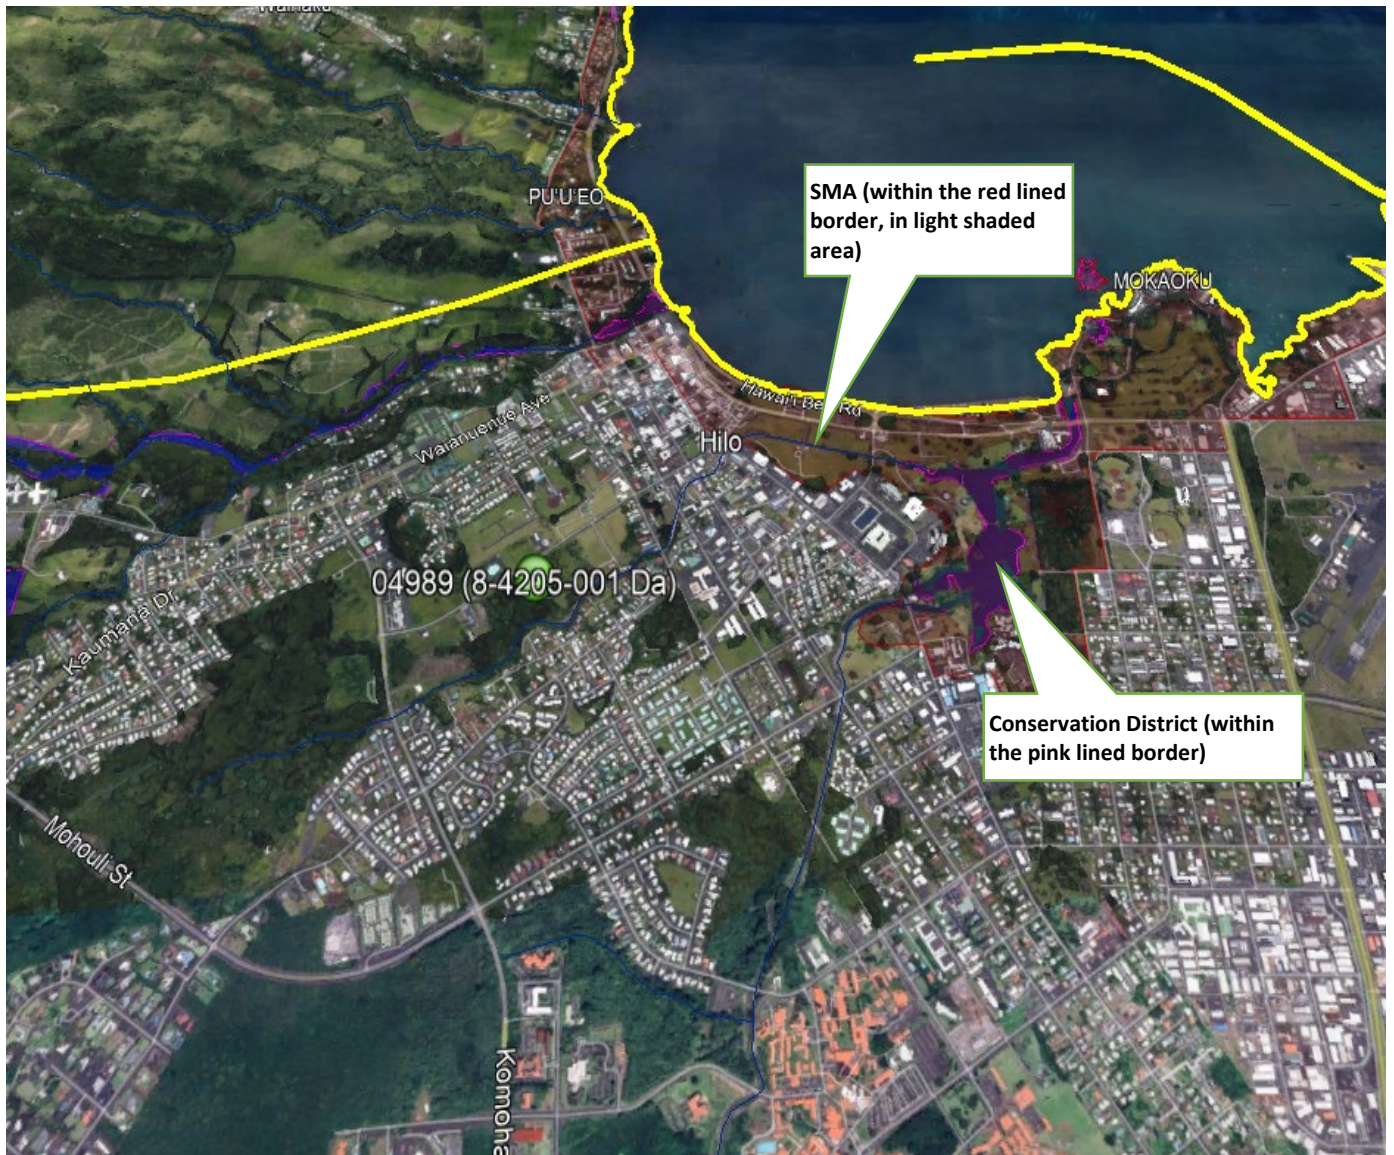 PU'U'EO
SMA (within the red lined
border, in light shaded
area)
MOKAOKU
Hawai'i Belt Rd
Waianuenue Ave
Hilo
04989 (8-4205-001 Da)
Kaumana Dr
Conservation District (within
the pink lined border)
Mohouli St
Komoha